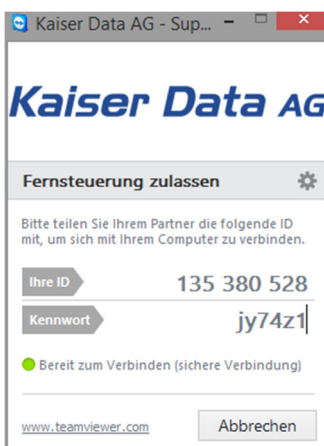 Kaiser Data AG - Sup...
Kaiser Data AG
Fernsteuerung zulassen
Bitte teilen Sie Ihrem Partner die folgende ID
mit, um sich mit Ihrem Computer zu verbinden.
Ihre ID 135 380 528
Kennwort jy74z1
Bereit zum Verbinden (sichere Verbindung)
www.teamviewer.com Abbrechen